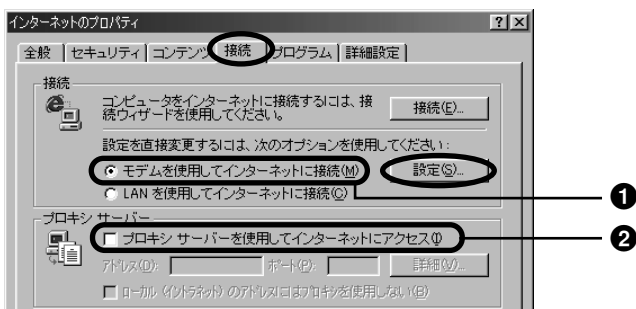 インターネットのプロパティ
全般 セキュリティ コンテンツ 接続 プログラム 詳細設定
接続
コンピュータをインターネットに接続するには、接
続ウィザードを使用してください。
接続(E)...
設定を直接変更するには、次のオプションを使用してください:
モデムを使用してインターネットに接続(M)
設定(S)...
LAN を使用してインターネットに接続(C)
❶
プロキシ サーバー
プロキシ サーバーを使用してインターネットにアクセス(I)
❷
アドレス(D): ポート(P): 詳細(V)...
ローカル (イントラネット) のアドレスにはプロキシを使用しない(B)